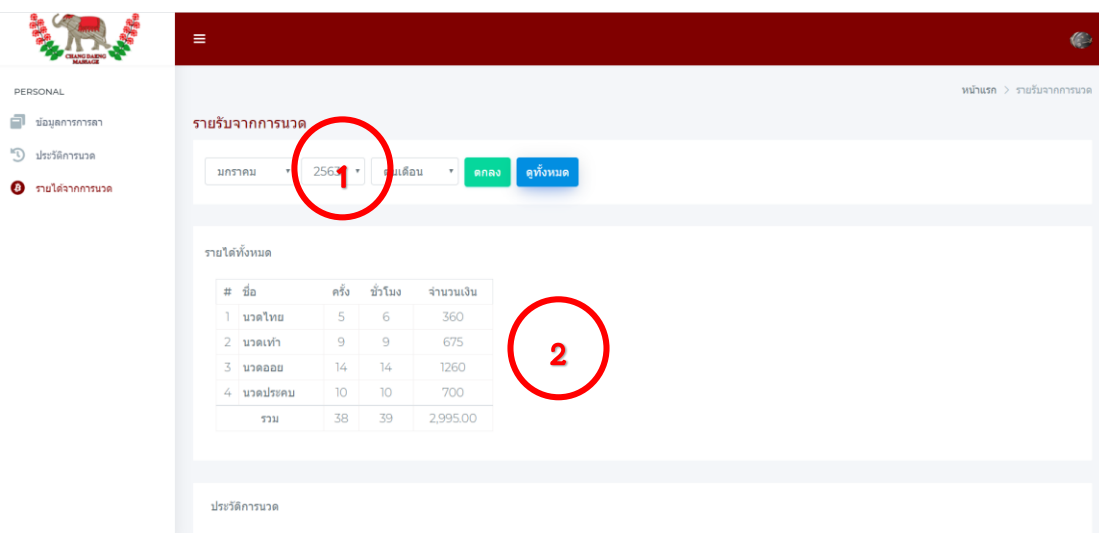 CHANG DAENG
MASSAGE
PERSONAL
ข้อมูลการการลา
ประวัติการนวด
รายได้จากการนวด
หน้าแรก > รายรับจากการนวด
รายรับจากการนวด
มกราคม 2563 ต้นเดือน ตกลง ดูทั้งหมด
1
รายได้ทั้งหมด
# ชื่อ ครั้ง ชั่วโมง จำนวนเงิน
1 นวดไทย 5 6 360
2 นวดเท้า 9 9 675
3 นวดออย 14 14 1260
4 นวดประคบ 10 10 700
รวม 38 39 2,995.00
2
ประวัติการนวด